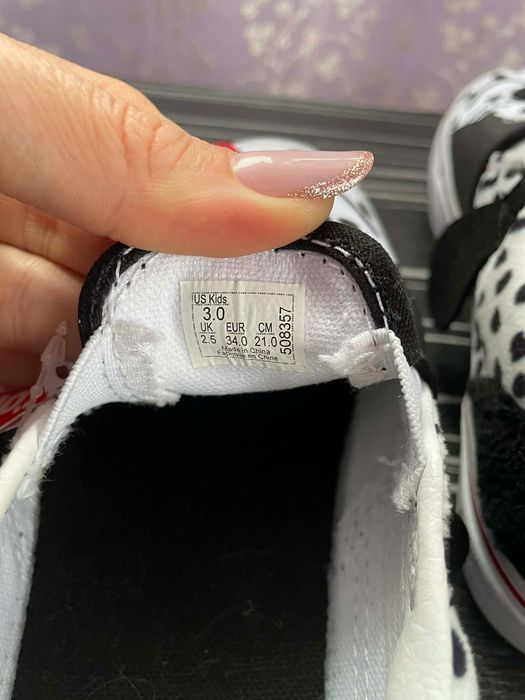 US Kids
3.0
UK EUR CM
2.5 34.0 21.0
Made in China
Fabriqué en Chine
508357